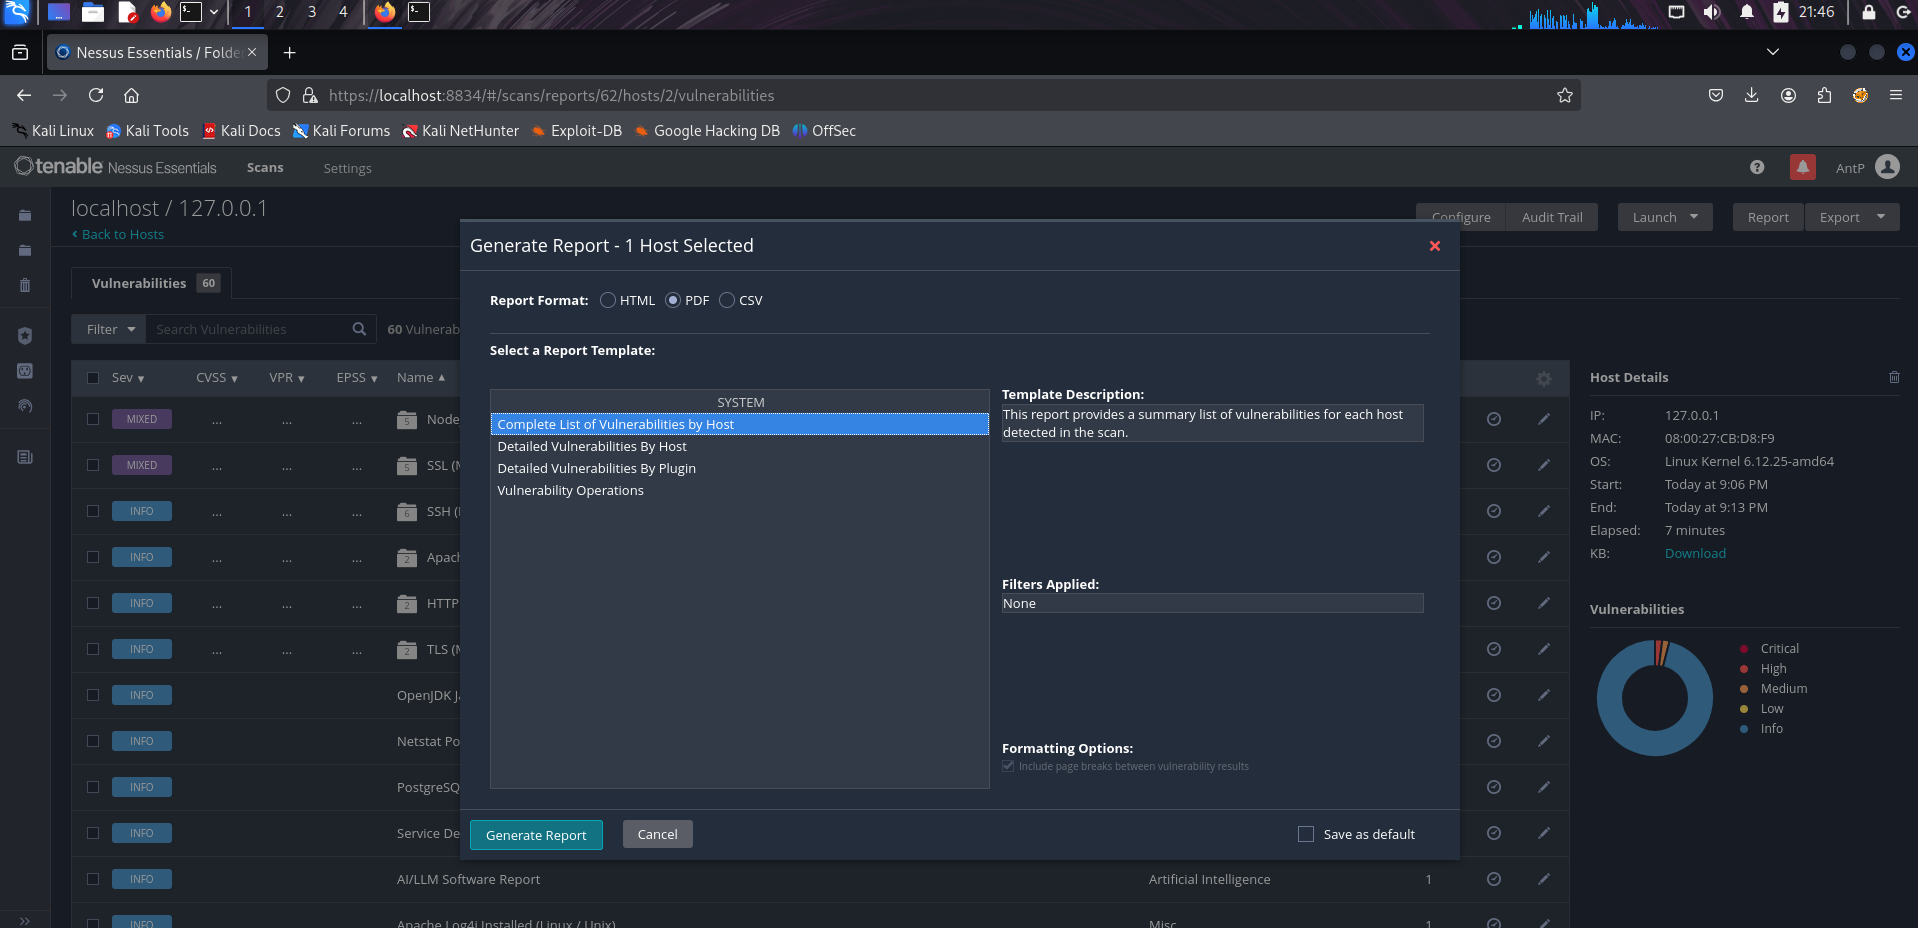 1 2 3 4 21:46
Nessus Essentials / Folde
https://localhost:8834/#/scans/reports/62/hosts/2/vulnerabilities
Kali Linux Kali Tools Kali Docs Kali Forums Kali NetHunter Exploit-DB Google Hacking DB OffSec
tenable Nessus Essentials Scans Settings AntP
localhost / 127.0.0.1
Configure Audit Trail Launch Report Export
Back to Hosts
Generate Report - 1 Host Selected
Vulnerabilities 60
Report Format: HTML PDF CSV
Filter Search Vulnerabilities 60 Vulnerab
Select a Report Template:
Sev CVSS VPR EPSS Name
SYSTEM
Complete List of Vulnerabilities by Host
Detailed Vulnerabilities By Host
Detailed Vulnerabilities By Plugin
Vulnerability Operations
Template Description:
This report provides a summary list of vulnerabilities for each host
detected in the scan.
Filters Applied:
None
Formatting Options:
Include page breaks between vulnerability results
Generate Report Cancel Save as default
MIXED ... ... ... 5 Node
MIXED ... ... ... 5 SSL (M
INFO ... ... ... 6 SSH (
INFO ... ... ... 2 Apac
INFO ... ... ... 2 HTTP
INFO ... ... ... 2 TLS (M
INFO OpenJDK Ja
INFO Netstat Po
INFO PostgreSQ
INFO Service De
INFO AI/LLM Software Report Artificial Intelligence 1
INFO Apache Log4j Installed (Linux / Unix) Misc. 1
Host Details
IP: 127.0.0.1
MAC: 08:00:27:CB:D8:F9
OS: Linux Kernel 6.12.25-amd64
Start: Today at 9:06 PM
End: Today at 9:13 PM
Elapsed: 7 minutes
KB: Download
Vulnerabilities
Critical
High
Medium
Low
Info